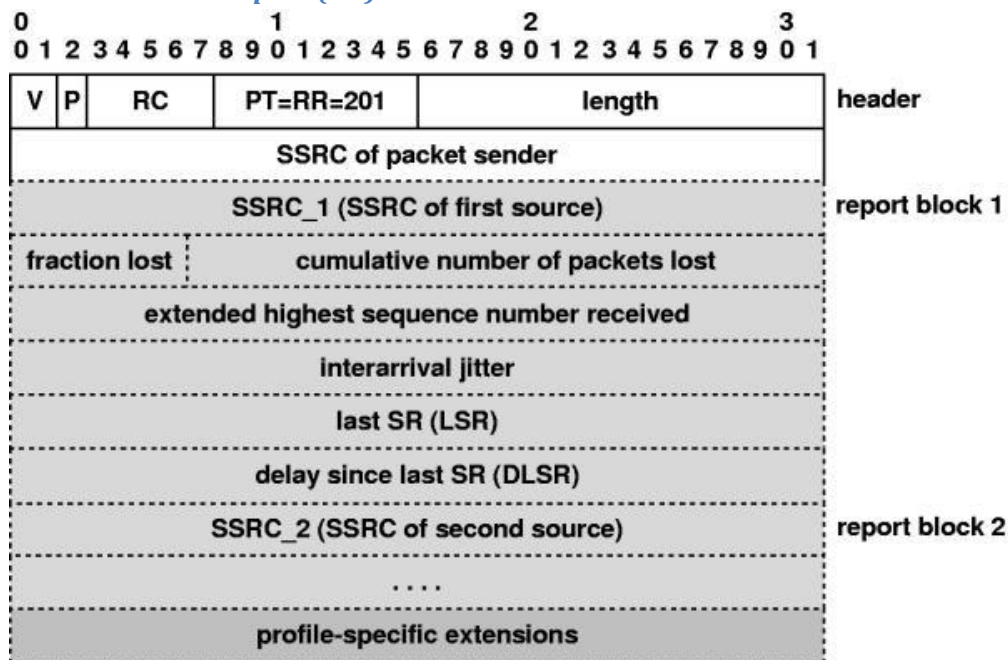 0 1 2 3
0 1 2 3 4 5 6 7 8 9 0 1 2 3 4 5 6 7 8 9 0 1 2 3 4 5 6 7 8 9 0 1
V P RC PT=RR=201 length header
SSRC of packet sender
SSRC_1 (SSRC of first source) report block 1
fraction lost cumulative number of packets lost
extended highest sequence number received
interarrival jitter
last SR (LSR)
delay since last SR (DLSR)
SSRC_2 (SSRC of second source) report block 2
....
profile-specific extensions